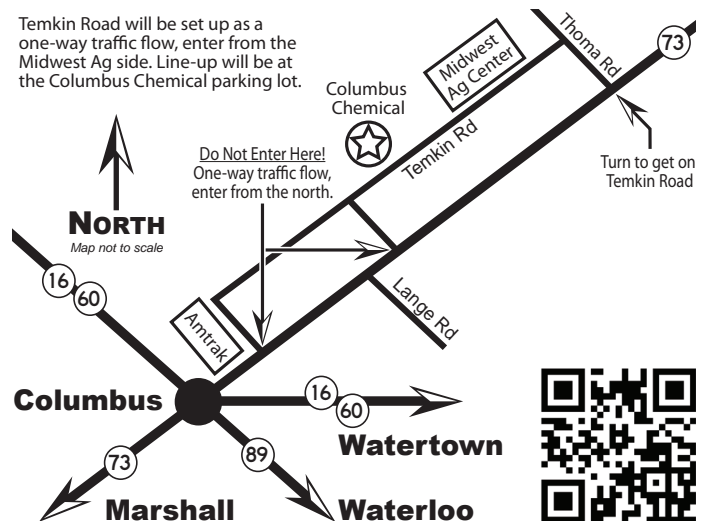 Temkin Road will be set up as a
one-way traffic flow, enter from the
Midwest Ag side. Line-up will be at
the Columbus Chemical parking lot.
Thoma Rd
73
Midwest
Ag Center
Columbus
Chemical
Temkin Rd
Do Not Enter Here!
One-way traffic flow,
enter from the north.
Turn to get on
Temkin Road
NORTH
Map not to scale
16
60
Lange Rd
Amtrak
Columbus
16
60
Watertown
73
89
Marshall
Waterloo